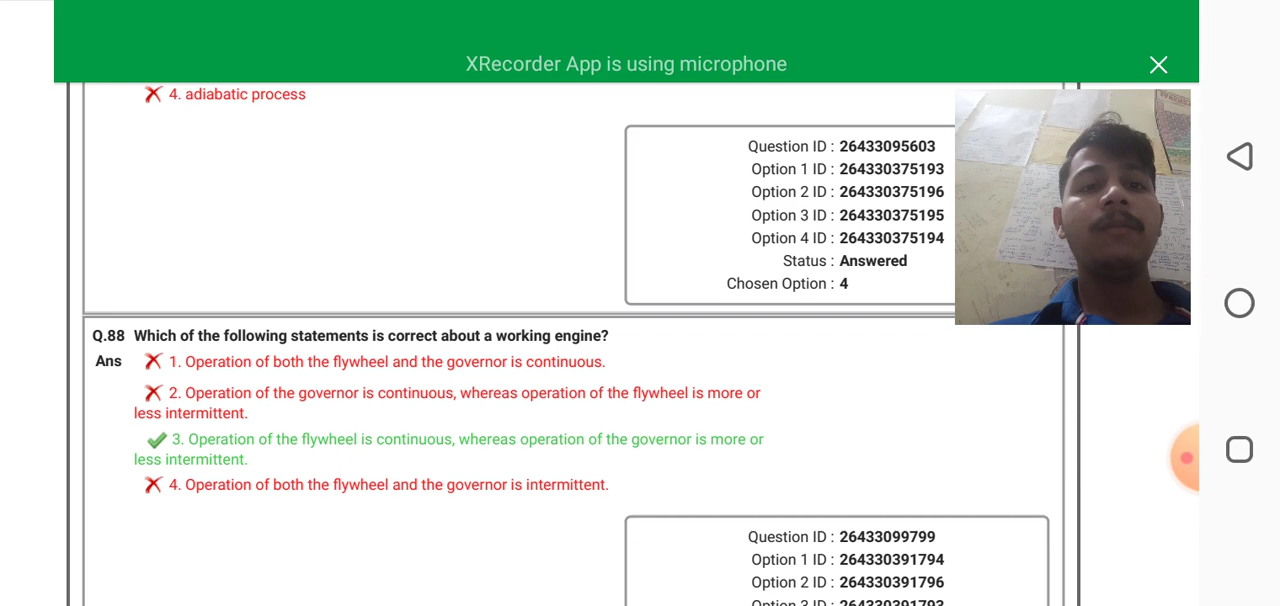 XRecorder App is using microphone
4. adiabatic process
Question ID : 26433095603
Option 1 ID : 264330375193
Option 2 ID : 264330375196
Option 3 ID : 264330375195
Option 4 ID : 264330375194
Status : Answered
Chosen Option : 4
Q.88 Which of the following statements is correct about a working engine?
Ans 1. Operation of both the flywheel and the governor is continuous.
2. Operation of the governor is continuous, whereas operation of the flywheel is more or
less intermittent.
3. Operation of the flywheel is continuous, whereas operation of the governor is more or
less intermittent.
4. Operation of both the flywheel and the governor is intermittent.
Question ID : 26433099799
Option 1 ID : 264330391794
Option 2 ID : 264330391796
Option 3 ID : 264330391793